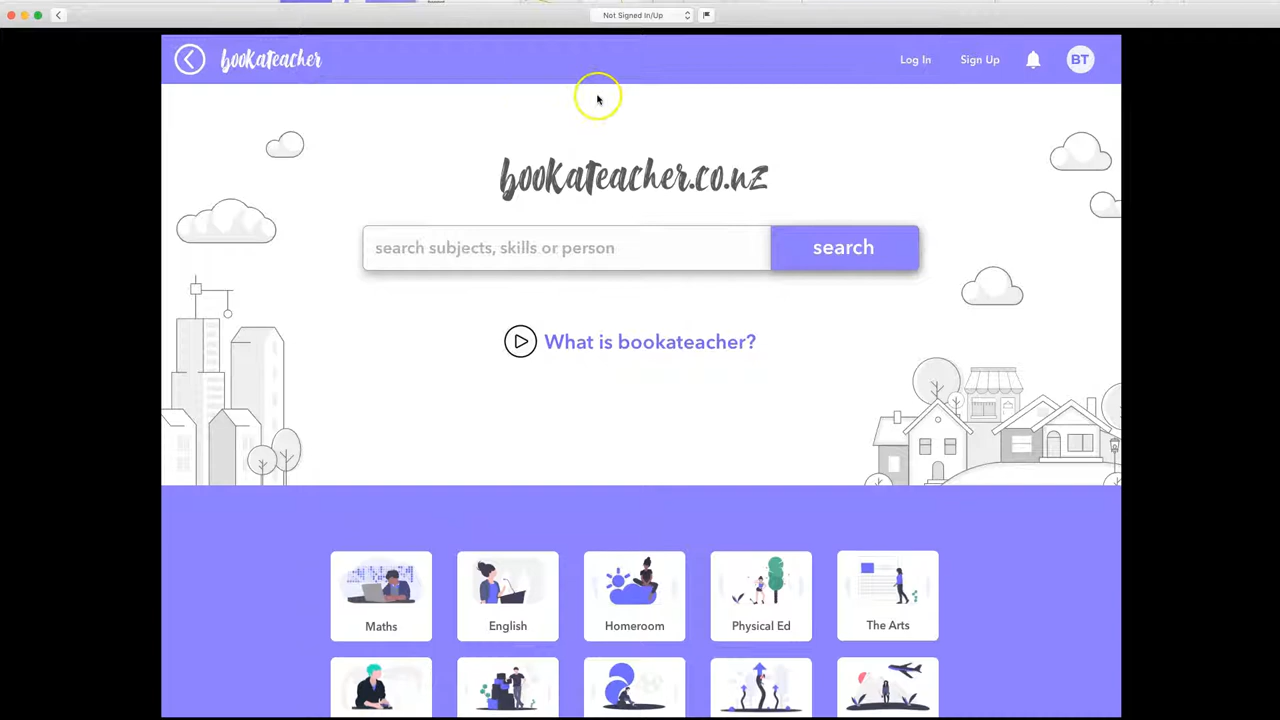 Not Signed In/Up
bookateacher
Log In
Sign Up
BT
bookateacher.co.nz
search subjects, skills or person
search
What is bookateacher?
Maths
English
Homeroom
Physical Ed
The Arts